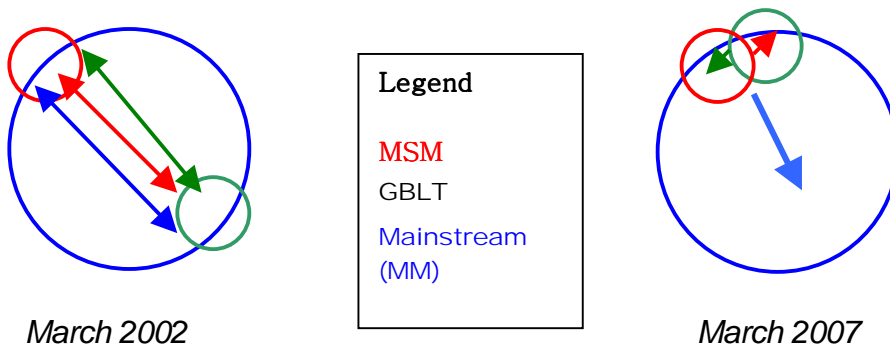 Legend
MSM
GBLT
Mainstream
(MM)
March 2002
March 2007